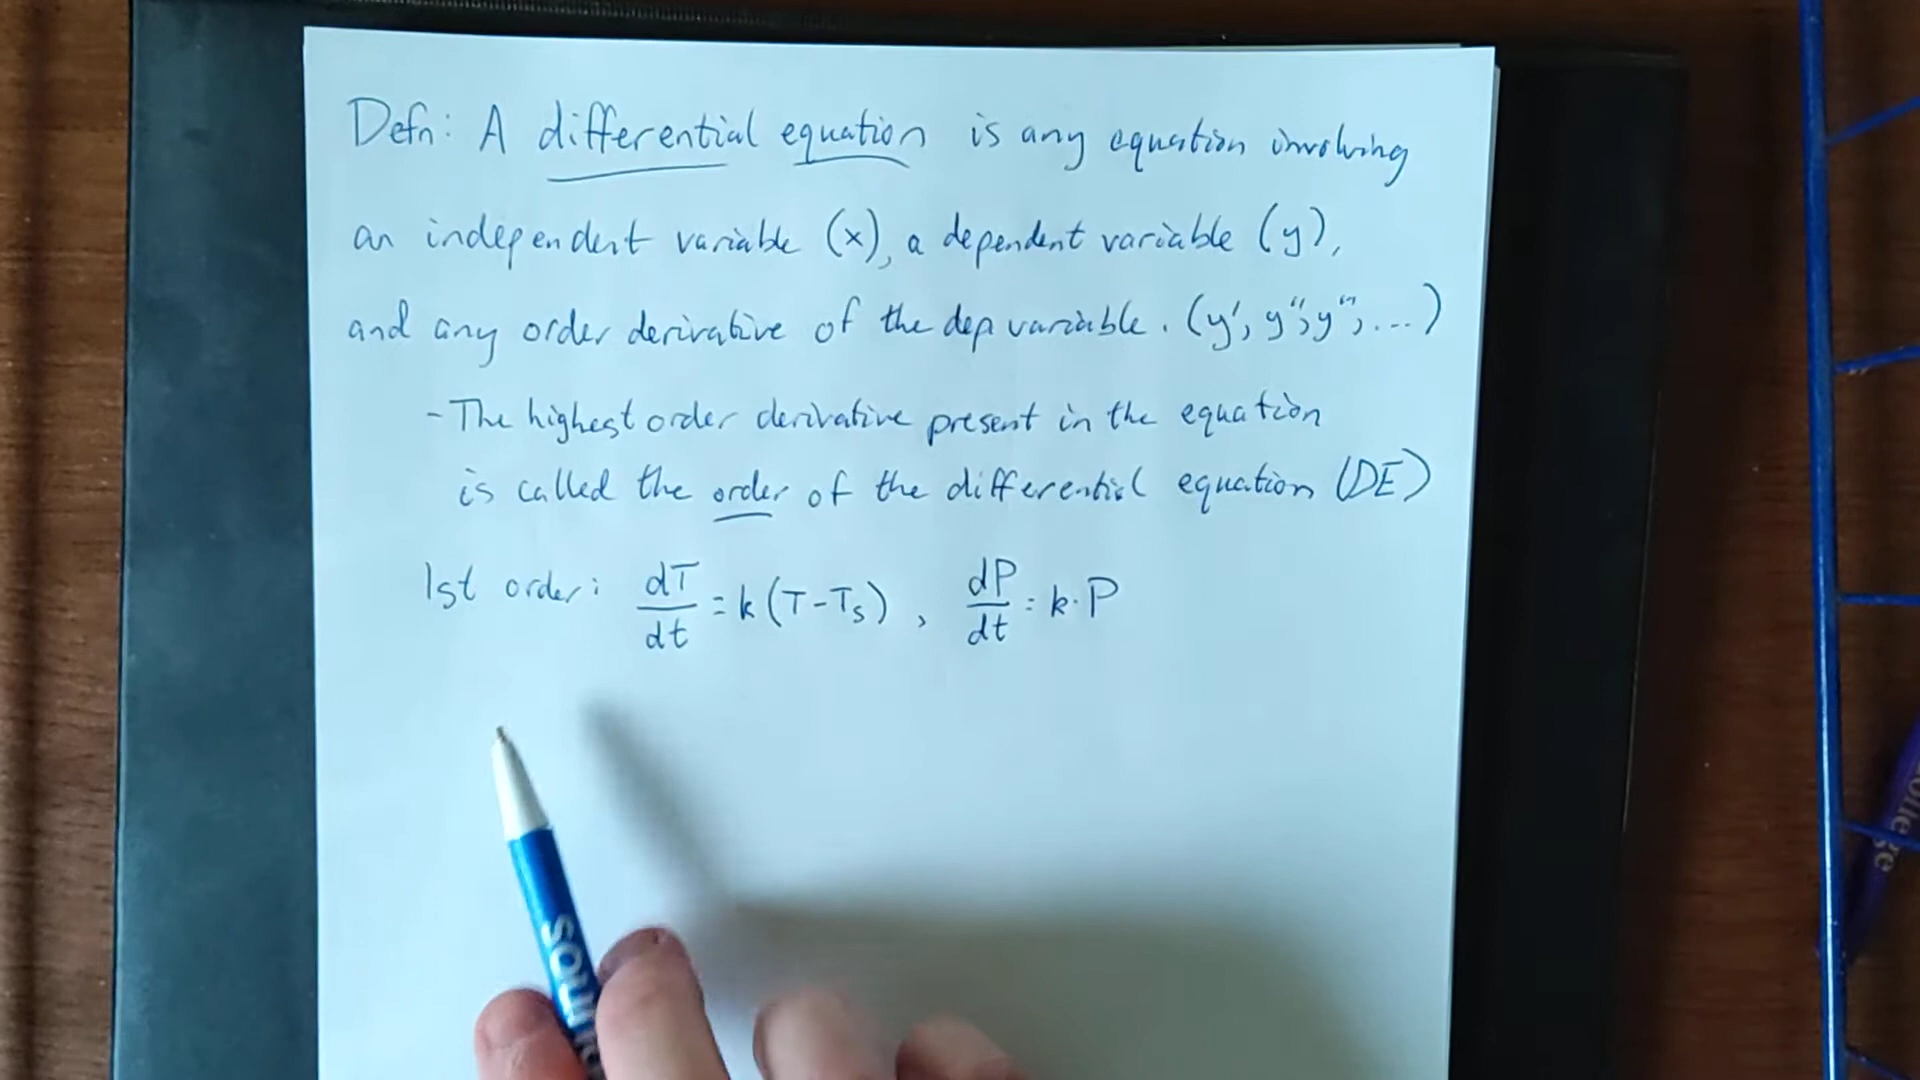 Defn: A differential equation is any equation involving
an independent variable (x), a dependent variable (y),
and any order derivative of the dep variable. (y', y'', y''', ...)
- The highest order derivative present in the equation
is called the order of the differential equation (DE)
1st order: dT/dt = k(T-Ts), dP/dt = k·P